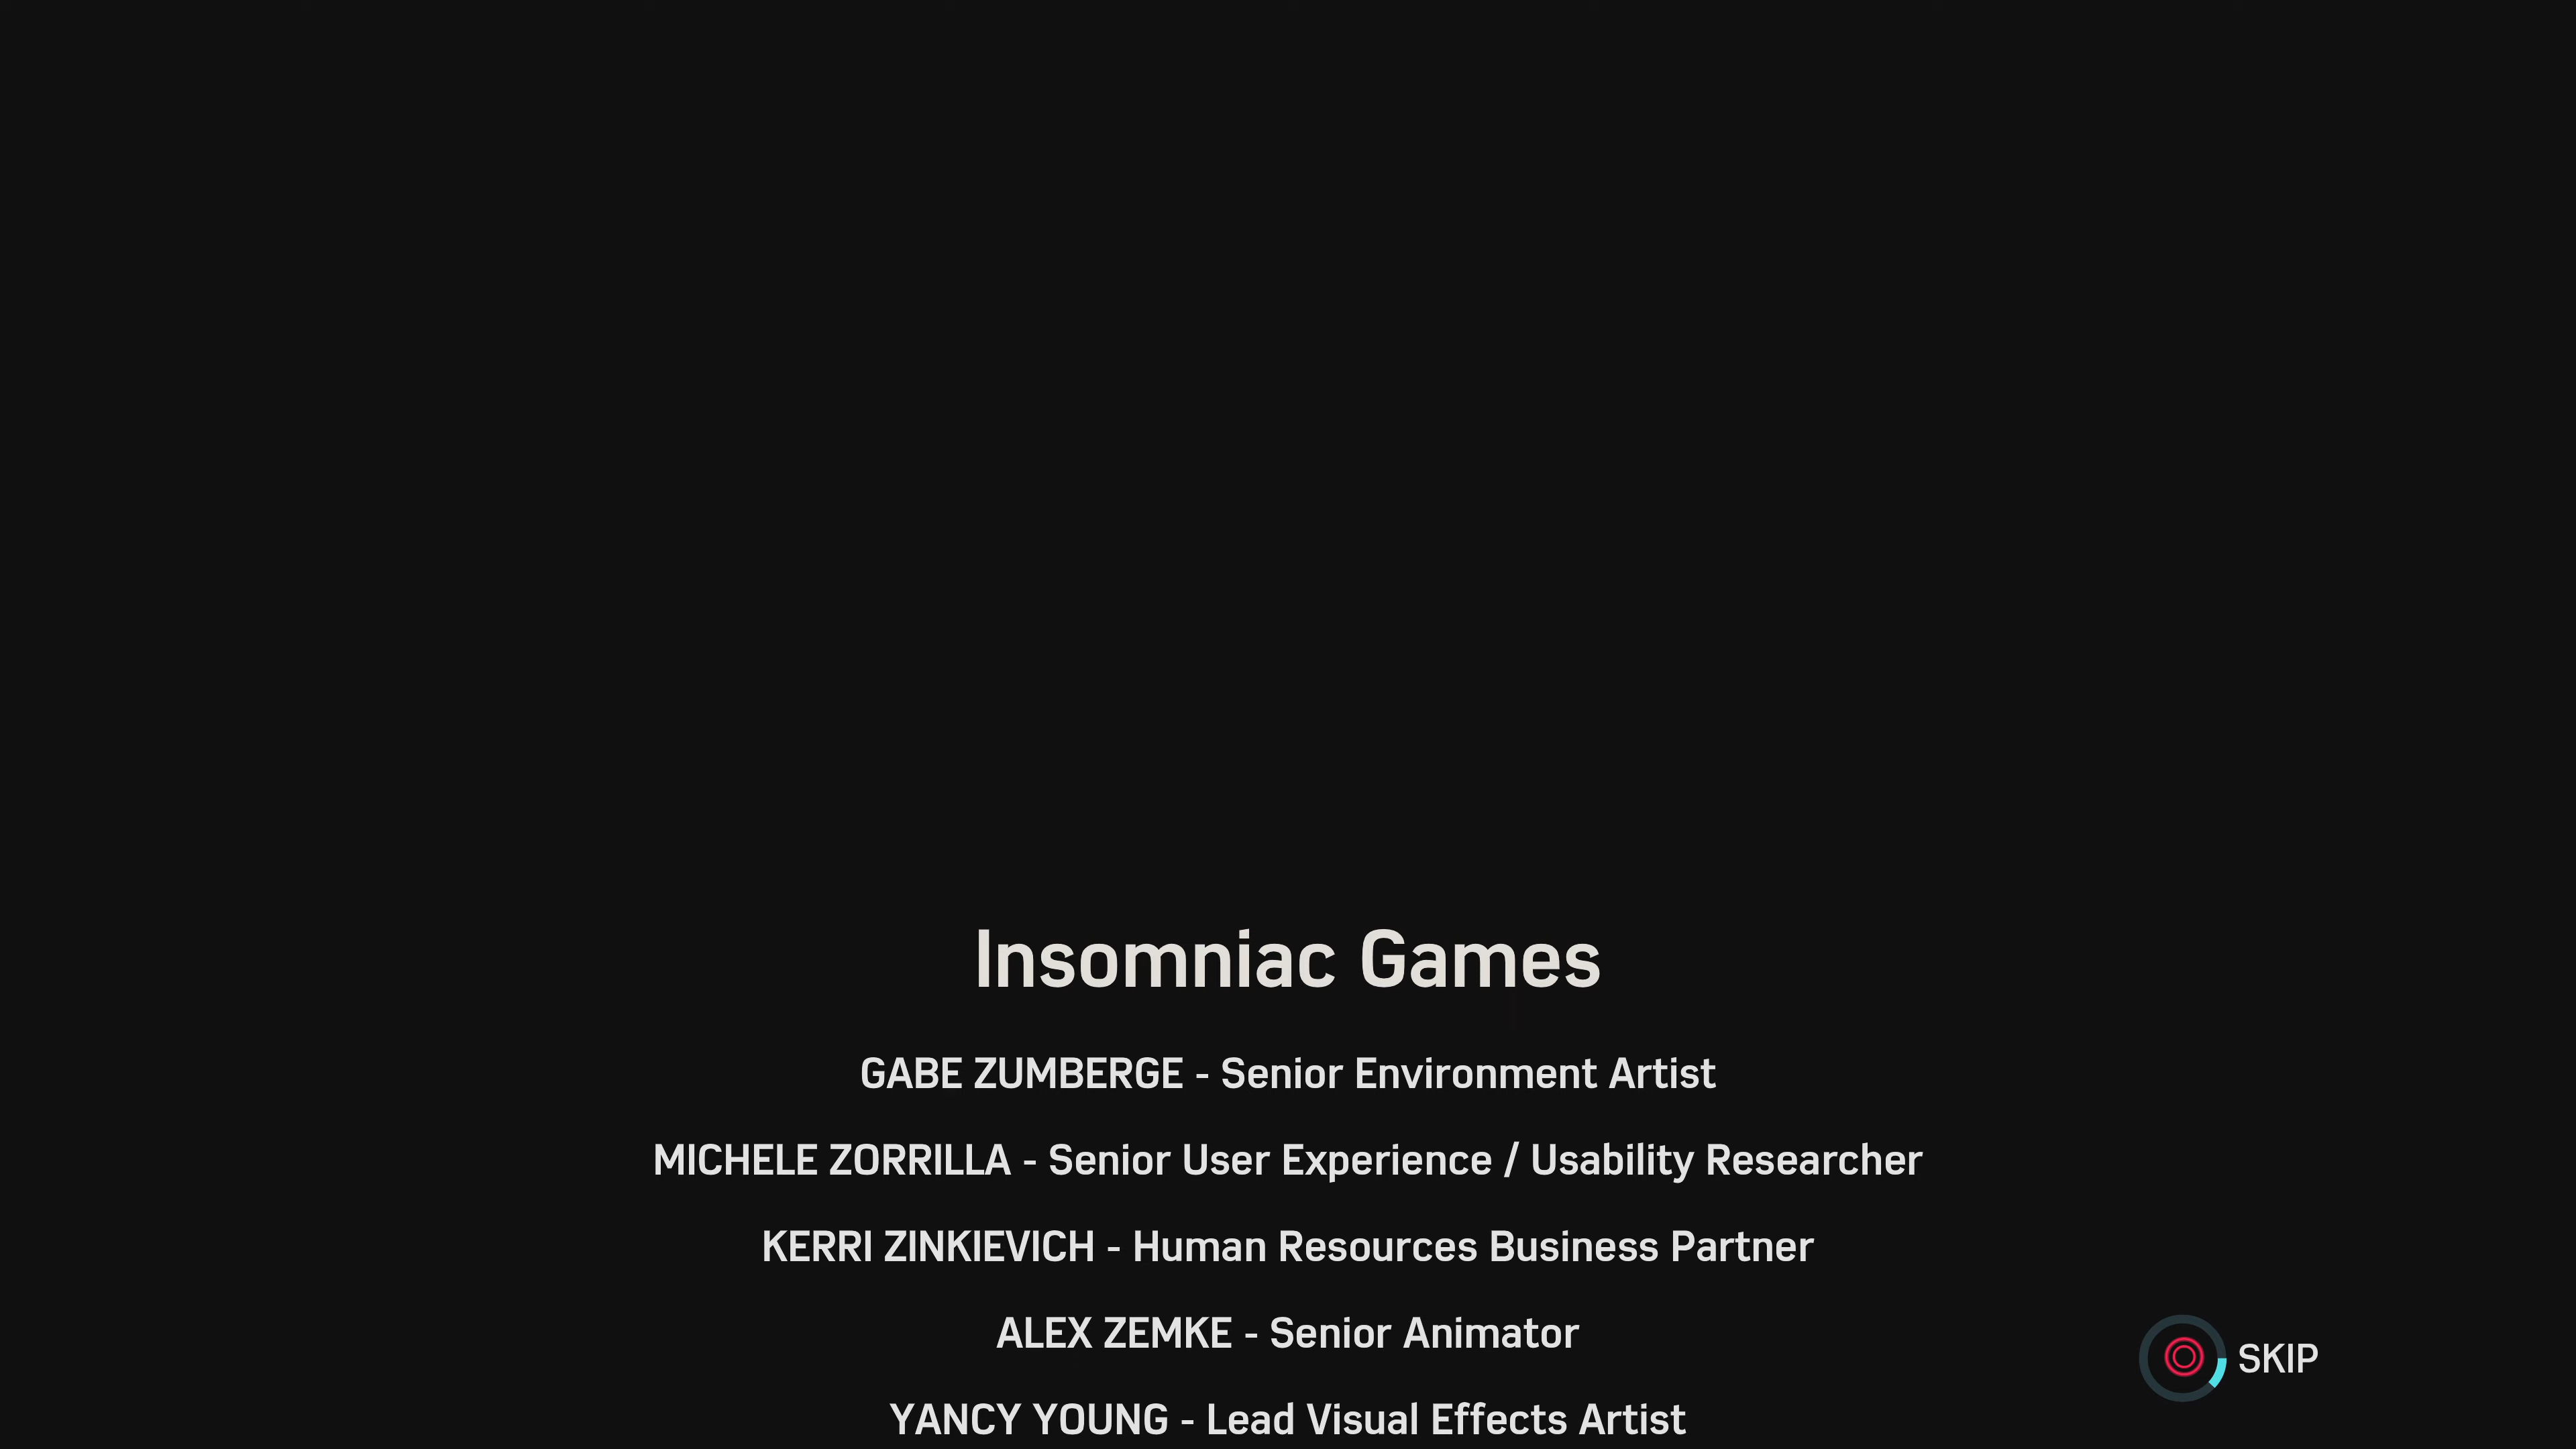 Insomniac Games
GABE ZUMBERGE - Senior Environment Artist
MICHELE ZORRILLA - Senior User Experience / Usability Researcher
KERRI ZINKIEVICH - Human Resources Business Partner
ALEX ZEMKE - Senior Animator
SKIP
YANCY YOUNG - Lead Visual Effects Artist